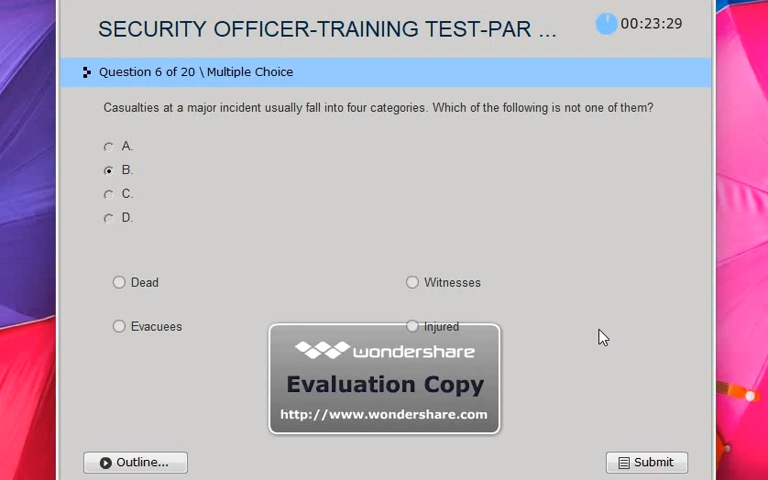 SECURITY OFFICER-TRAINING TEST-PAR ...
00:23:29
Question 6 of 20 \ Multiple Choice
Casualties at a major incident usually fall into four categories. Which of the following is not one of them?
A.
B.
C.
D.
Dead
Witnesses
Evacuees
Injured
wondershare
Evaluation Copy
http://www.wondershare.com
Outline...
Submit